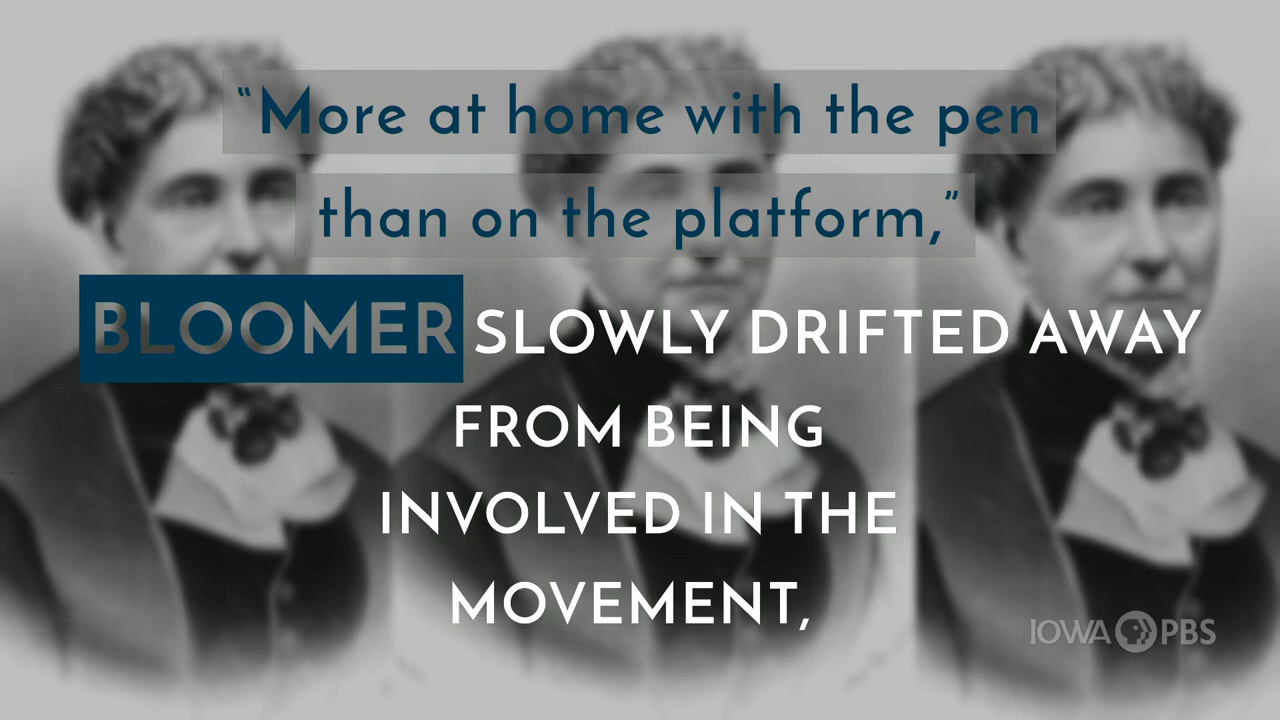 “More at home with the pen
than on the platform,”
BLOOMER SLOWLY DRIFTED AWAY
FROM BEING
INVOLVED IN THE
MOVEMENT,
IOWA PBS